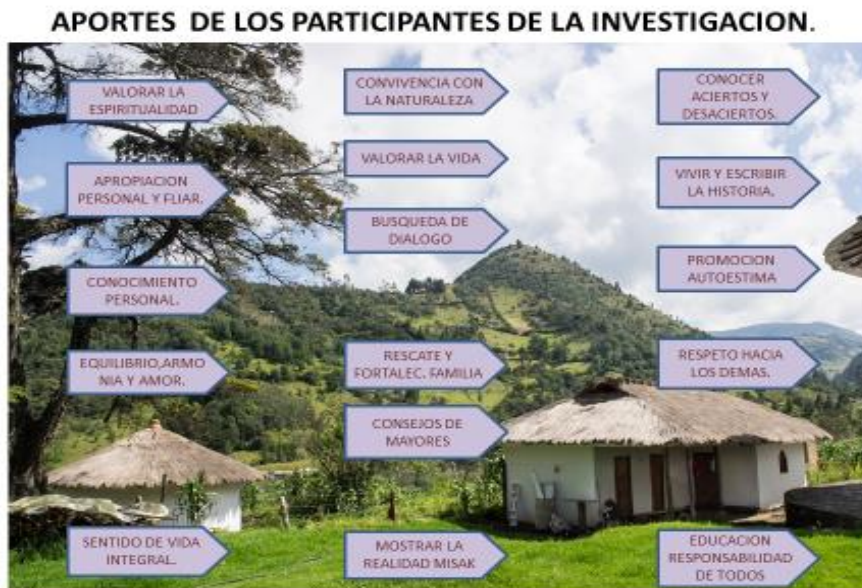 APORTES DE LOS PARTICIPANTES DE LA INVESTIGACION.
VALORAR LA
ESPIRITUALIDAD
APROPIACION
PERSONAL Y FLIAR.
CONOCIMIENTO
PERSONAL.
EQUILIBRIO,ARMO
NIA Y AMOR.
SENTIDO DE VIDA
INTEGRAL.
CONVIVENCIA CON
LA NATURALEZA
VALORAR LA VIDA
BUSQUEDA DE
DIALOGO
RESCATE Y
FORTALEC. FAMILIA
CONSEJOS DE
MAYORES
MOSTRAR LA
REALIDAD MISAK
CONOCER
ACIERTOS Y
DESACIERTOS.
VIVIR Y ESCRIBIR
LA HISTORIA.
PROMOCION
AUTOESTIMA
RESPETO HACIA
LOS DEMAS.
EDUCACION
RESPONSABILIDAD
DE TODOS